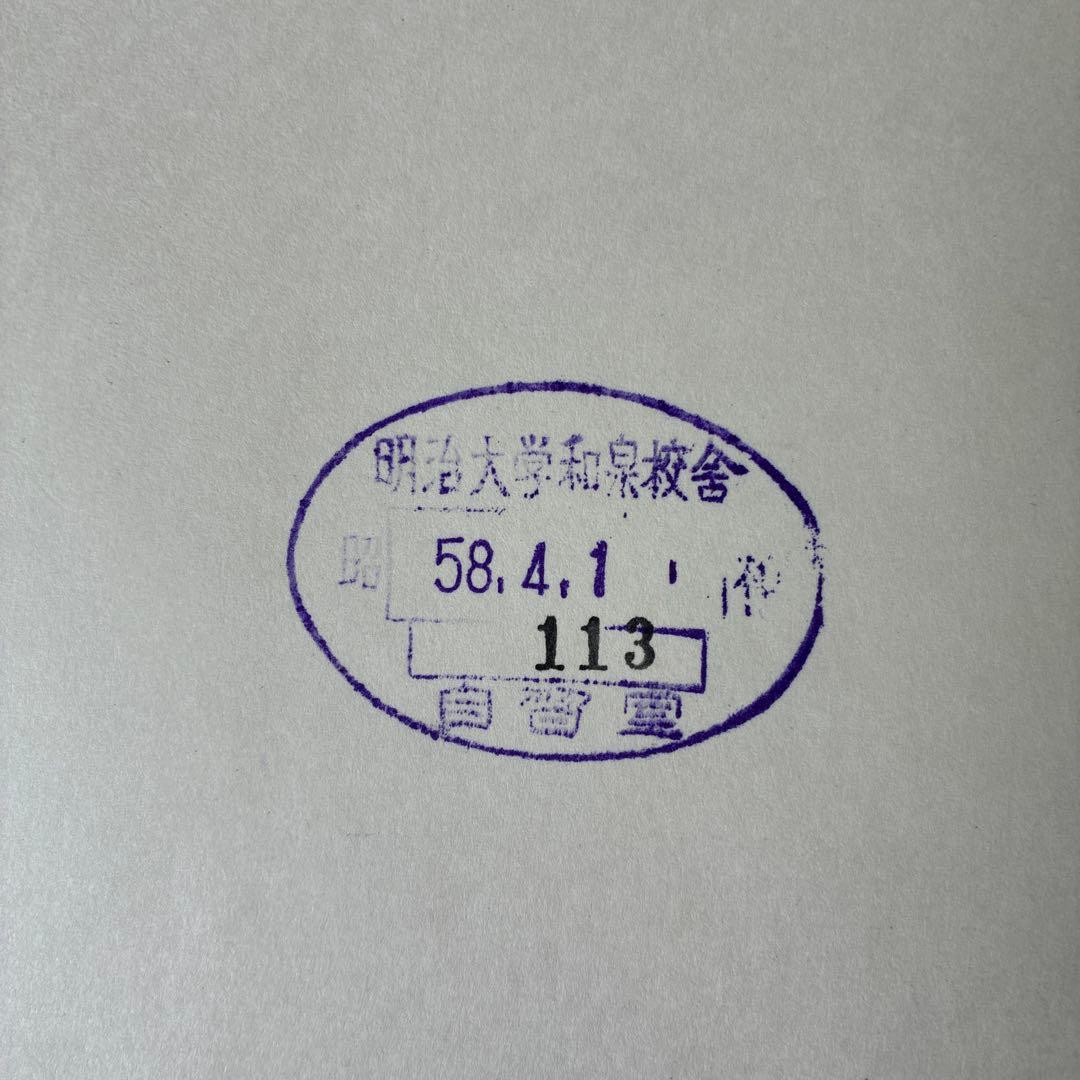 明治大学和泉校舎
昭 58.4.1
113
自習室